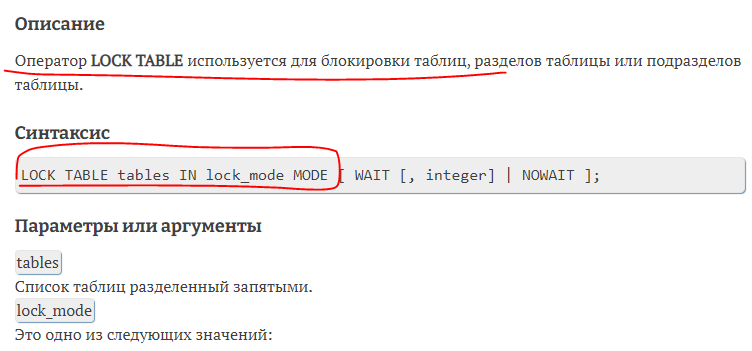 Описание
Оператор LOCK TABLE используется для блокировки таблиц, разделов таблицы или подразделов
таблицы.
Синтаксис
LOCK TABLE tables IN lock_mode MODE [ WAIT [, integer] | NOWAIT ];
Параметры или аргументы
tables
Список таблиц разделенный запятыми.
lock_mode
Это одно из следующих значений: